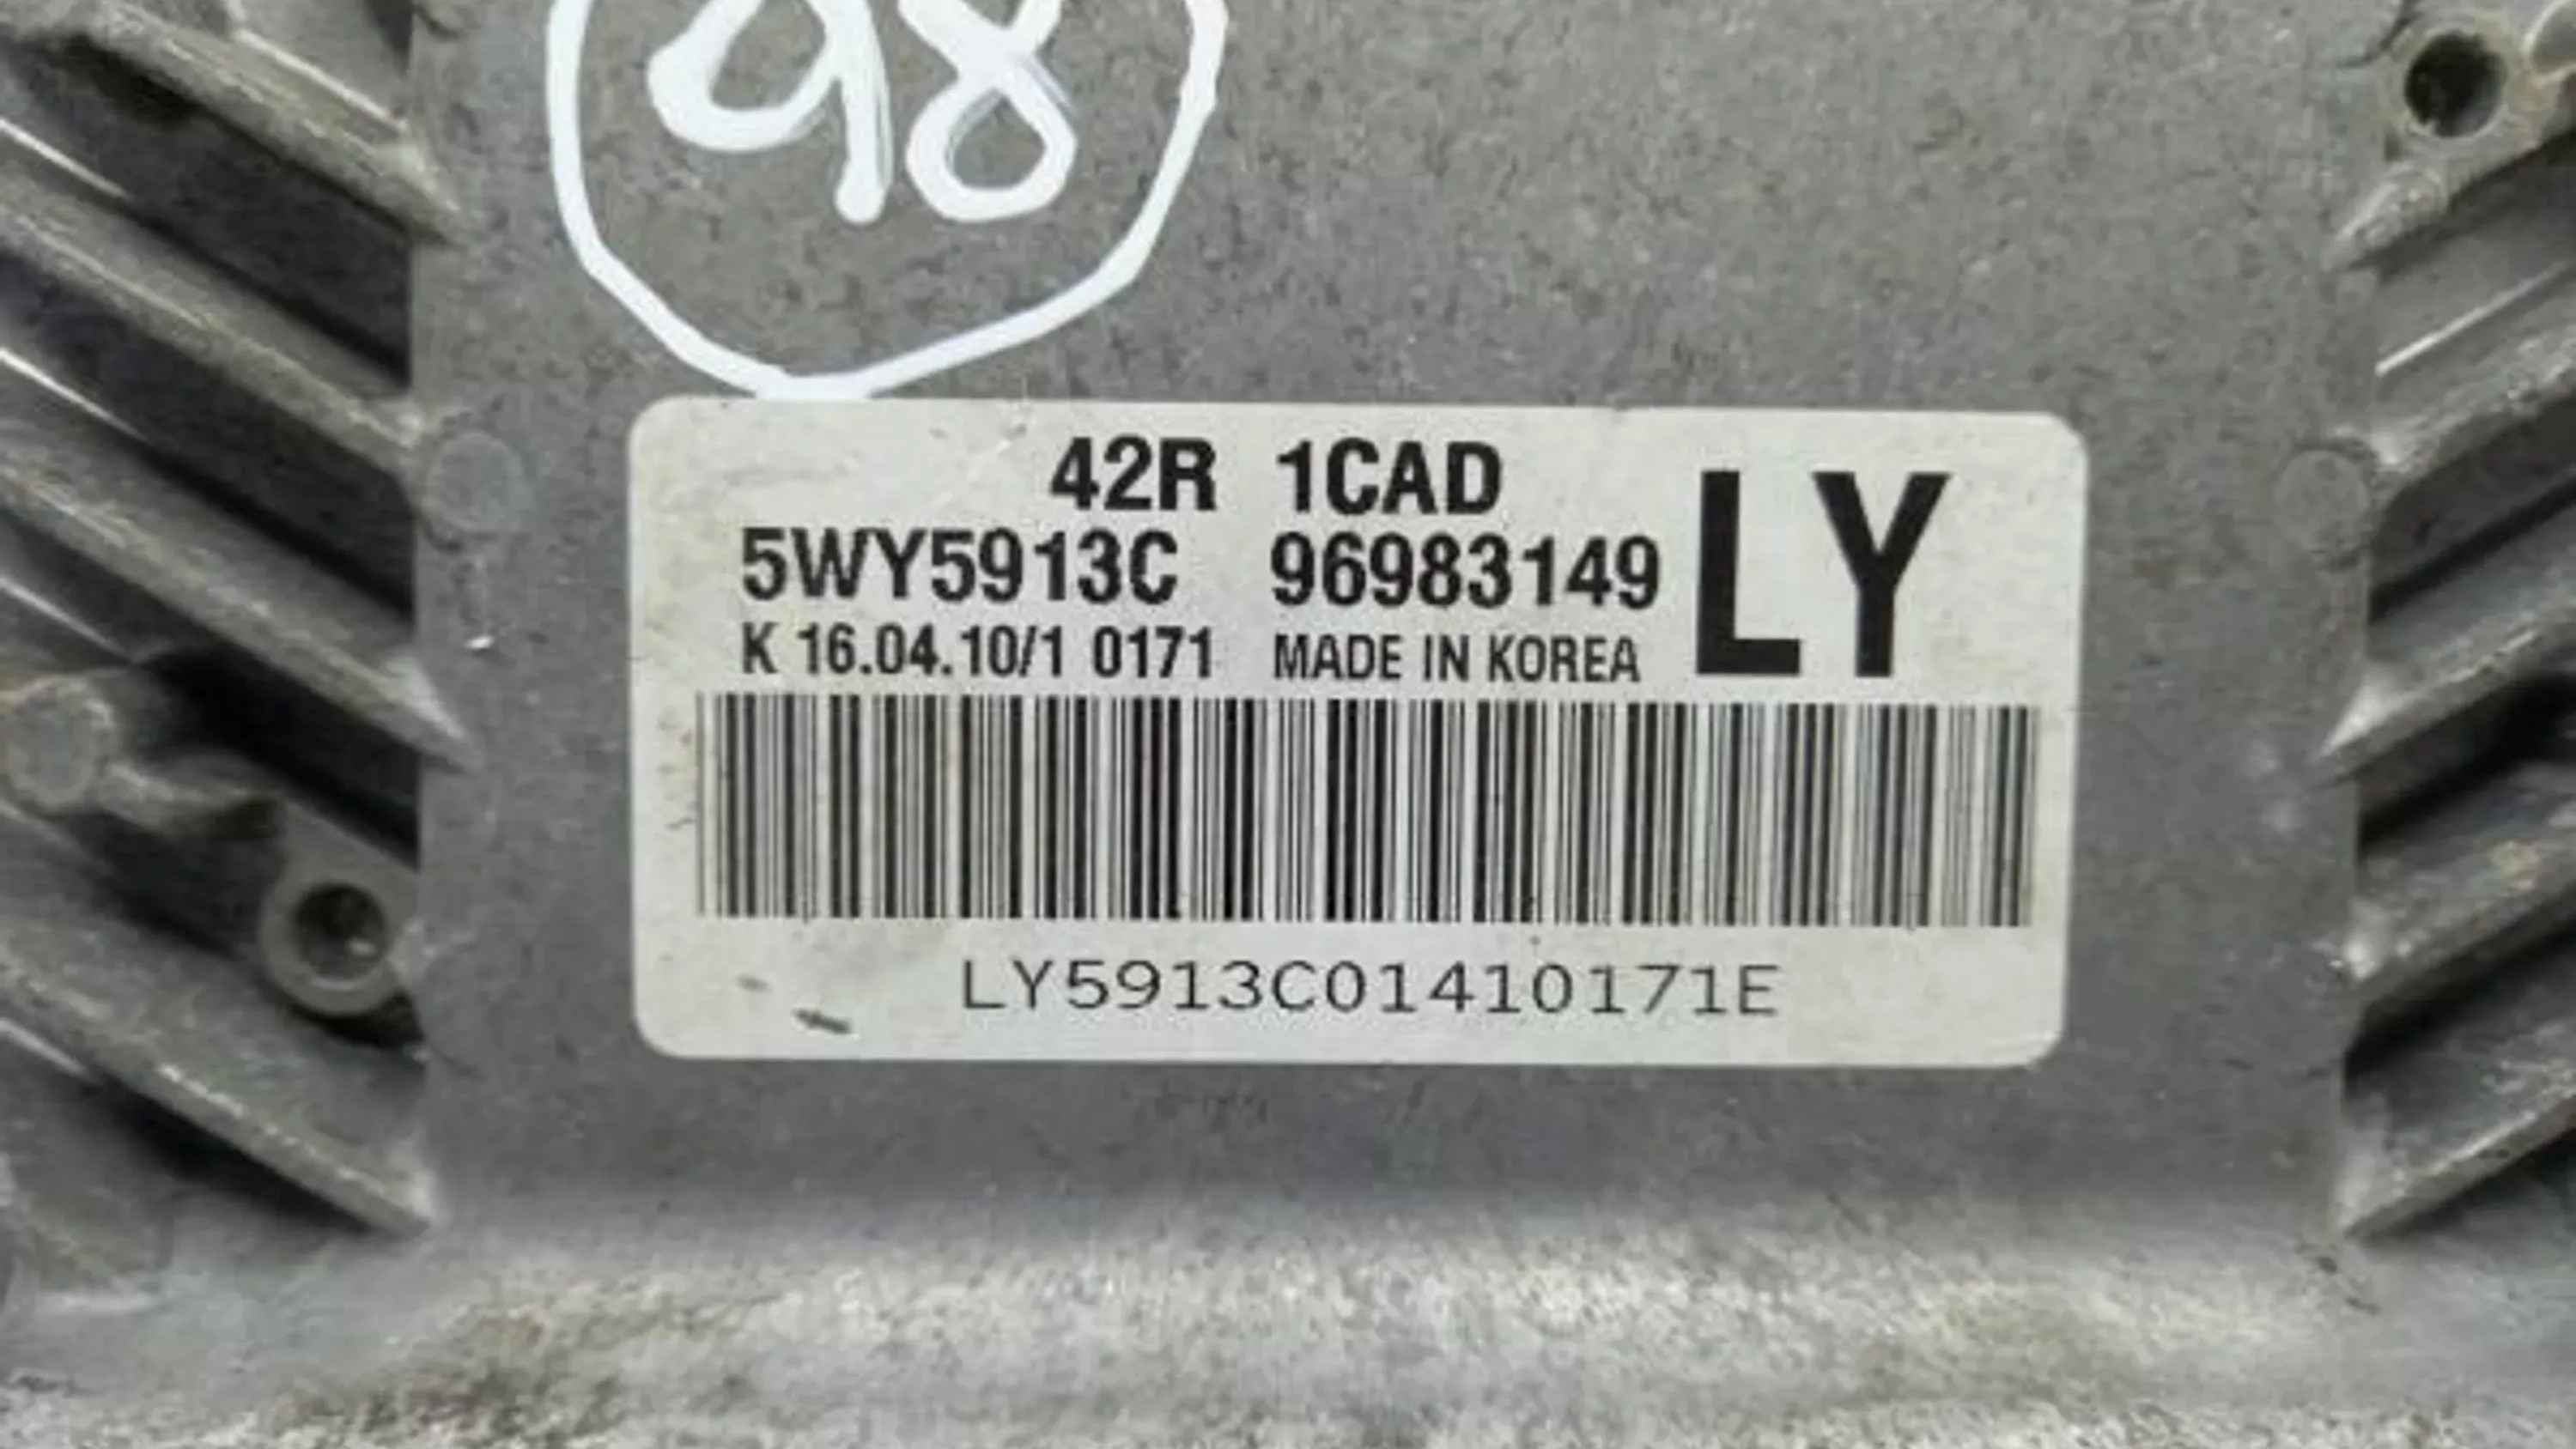 98
42R 1CAD
LY
5WY5913C 96983149
K 16.04.10/1 0171 MADE IN KOREA
LY5913C01410171E